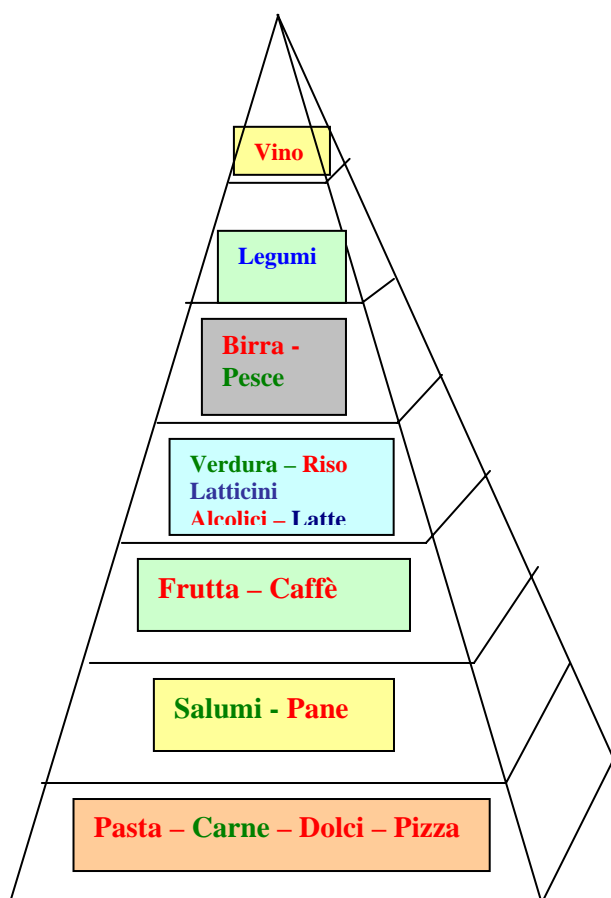 Vino
Legumi
Birra -
Pesce
Verdura – Riso
Latticini
Alcolici – Latte
Frutta – Caffè
Salumi - Pane
Pasta – Carne – Dolci – Pizza